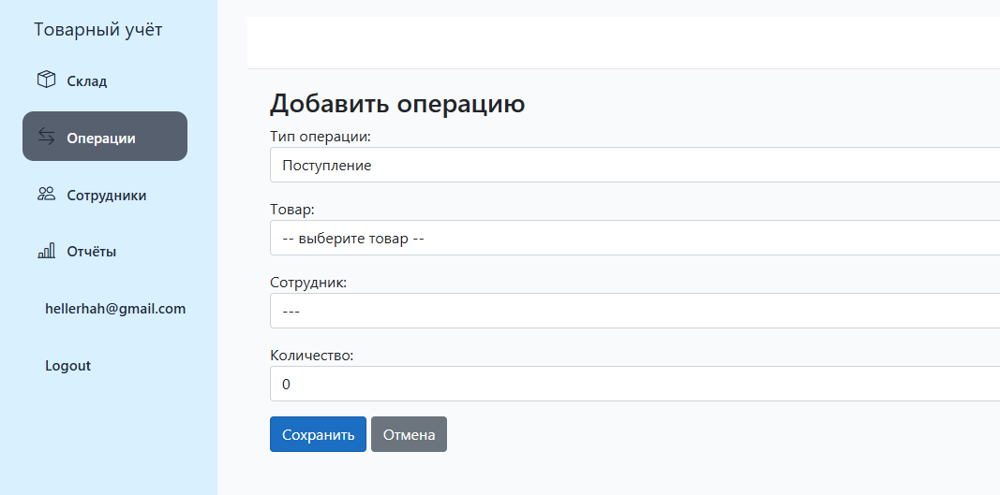 Товарный учёт
Склад
Операции
Сотрудники
Отчёты
hellerhah@gmail.com
Logout
Добавить операцию
Тип операции:
Поступление
Товар:
-- выберите товар --
Сотрудник:
---
Количество:
0
Сохранить Отмена